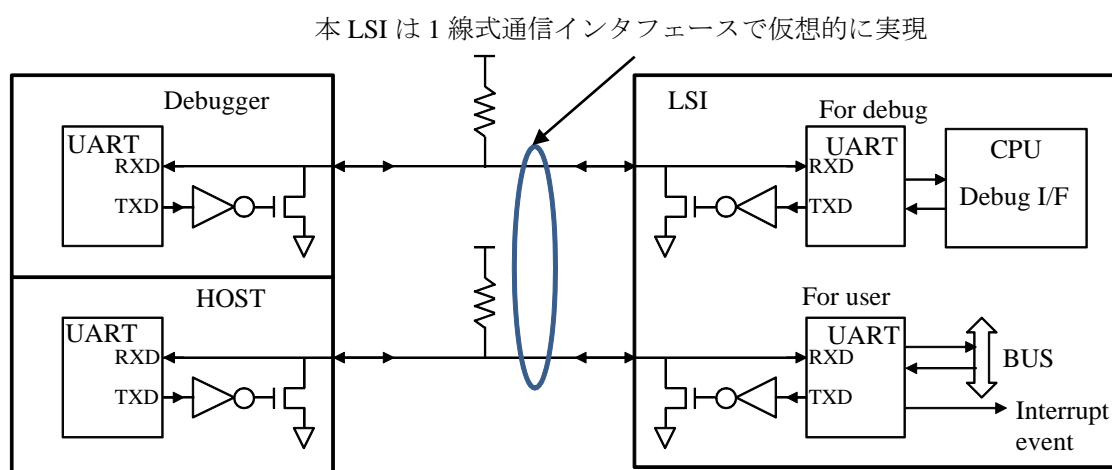 本 LSI は 1 線式通信インタフェースで仮想的に実現
Debugger
UART
RXD
TXD
HOST
UART
RXD
TXD
LSI
For debug
UART
RXD
TXD
CPU
Debug I/F
For user
UART
RXD
TXD
BUS
Interrupt
event